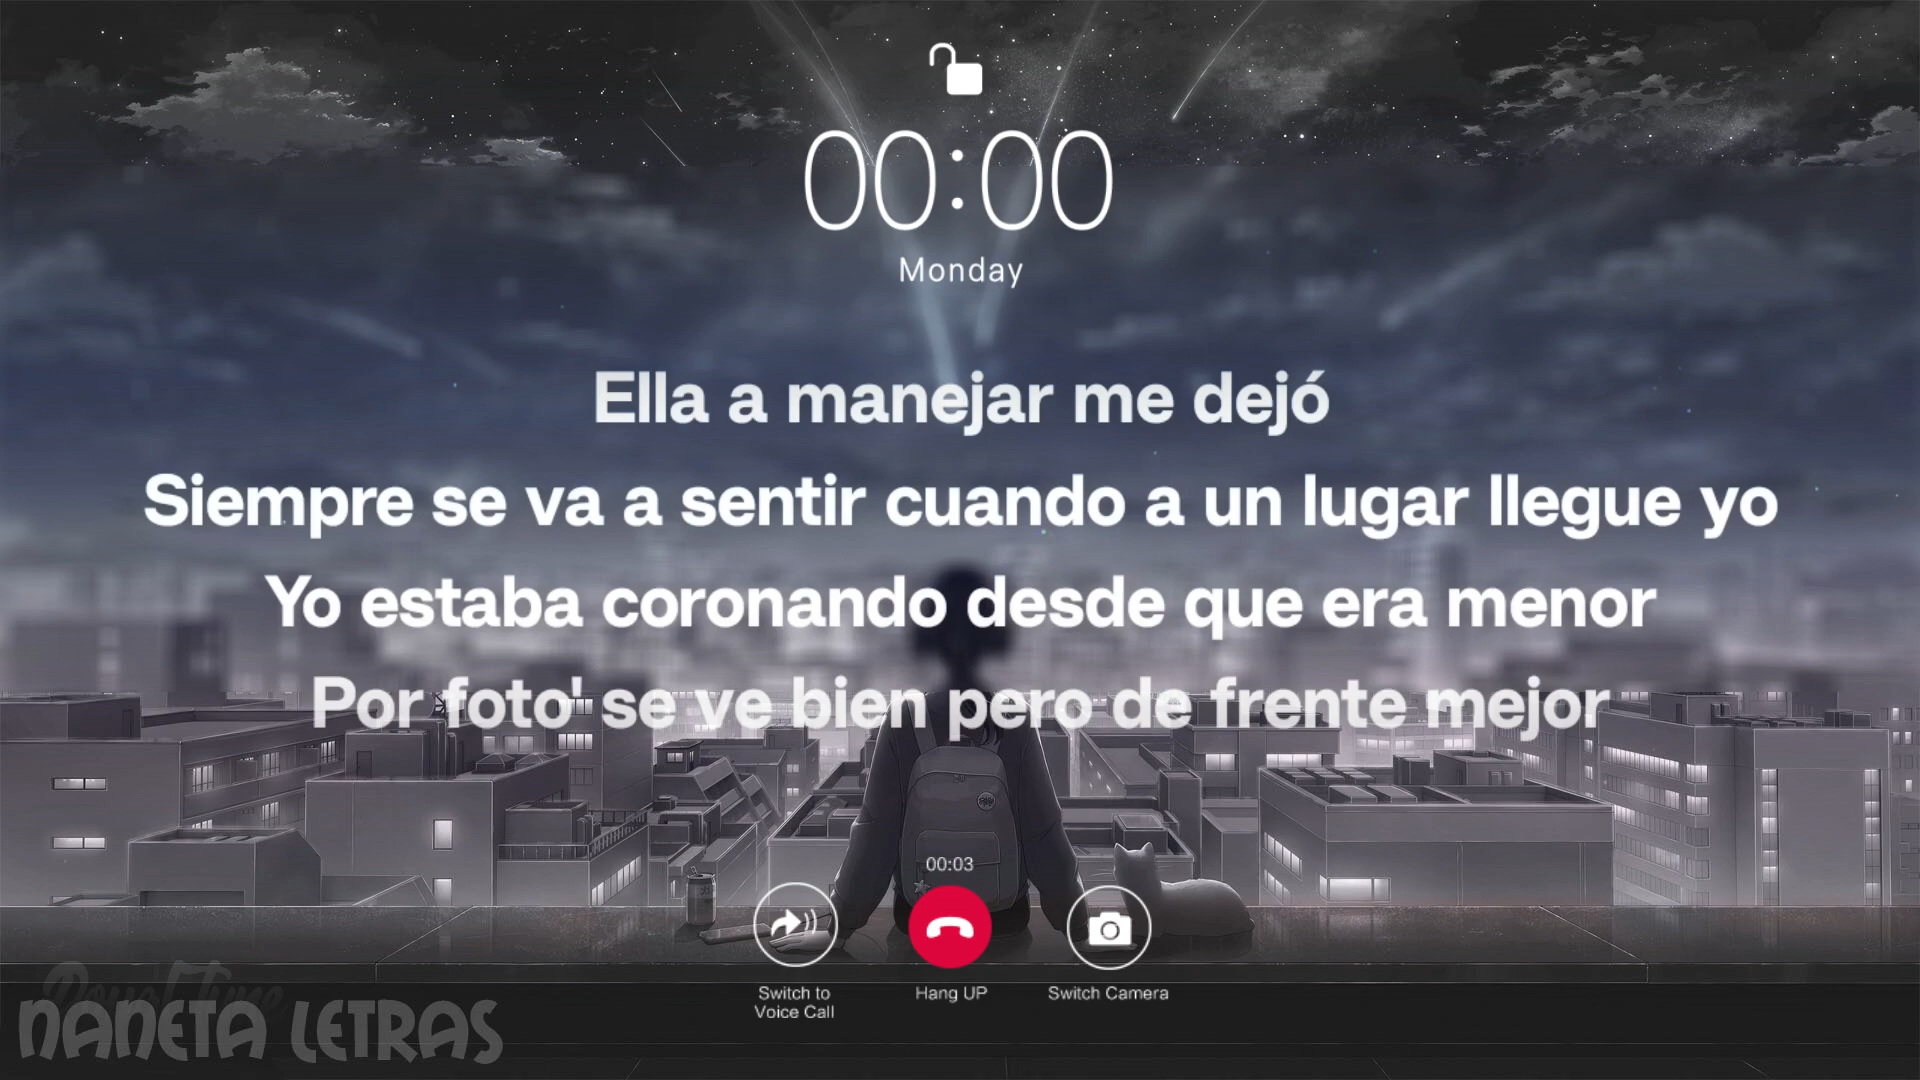 00:00
Monday
Ella a manejar me dejó
Siempre se va a sentir cuando a un lugar llegue yo
Yo estaba coronando desde que era menor
Por foto' se ve bien pero de frente mejor
00:03
Switch to
Voice Call
Hang UP
Switch Camera
NANETA LETRAS